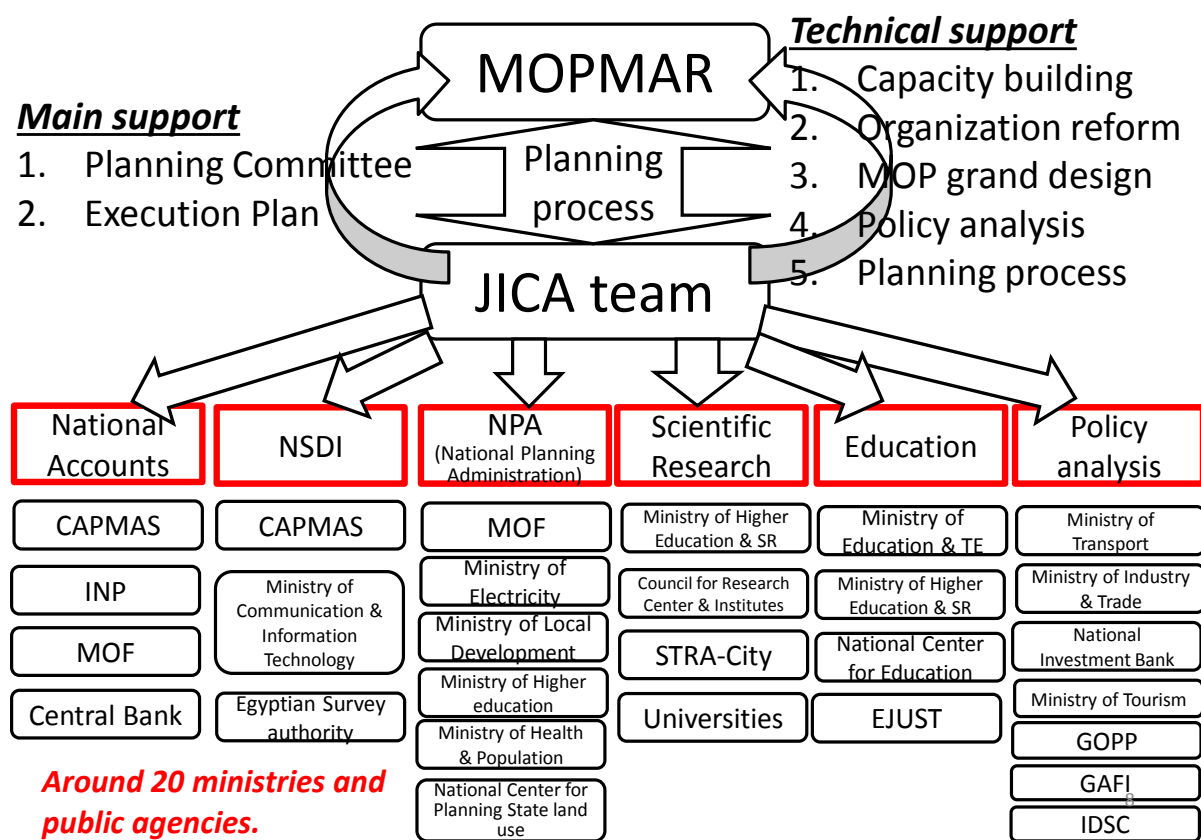 MOPMAR
Main support
1. Planning Committee
2. Execution Plan
Technical support
1. Capacity building
2. Organization reform
3. MOP grand design
4. Policy analysis
5. Planning process
Planning
process
JICA team
National
Accounts
CAPMAS
INP
MOF
Central Bank
NSDI
CAPMAS
Ministry of
Communication &
Information
Technology
Egyptian Survey
authority
NPA
(National Planning
Administration)
MOF
Ministry of
Electricity
Ministry of Local
Development
Ministry of Higher
education
Ministry of Health
& Population
National Center for
Planning State land
use
Scientific
Research
Ministry of Higher
Education & SR
Council for Research
Center & Institutes
STRA-City
Universities
Education
Ministry of
Education & TE
Ministry of Higher
Education & SR
National Center
for Education
EJUST
Policy
analysis
Ministry of
Transport
Ministry of Industry
& Trade
National
Investment Bank
Ministry of Tourism
GOPP
GAFI
IDSC
Around 20 ministries and
public agencies.
8